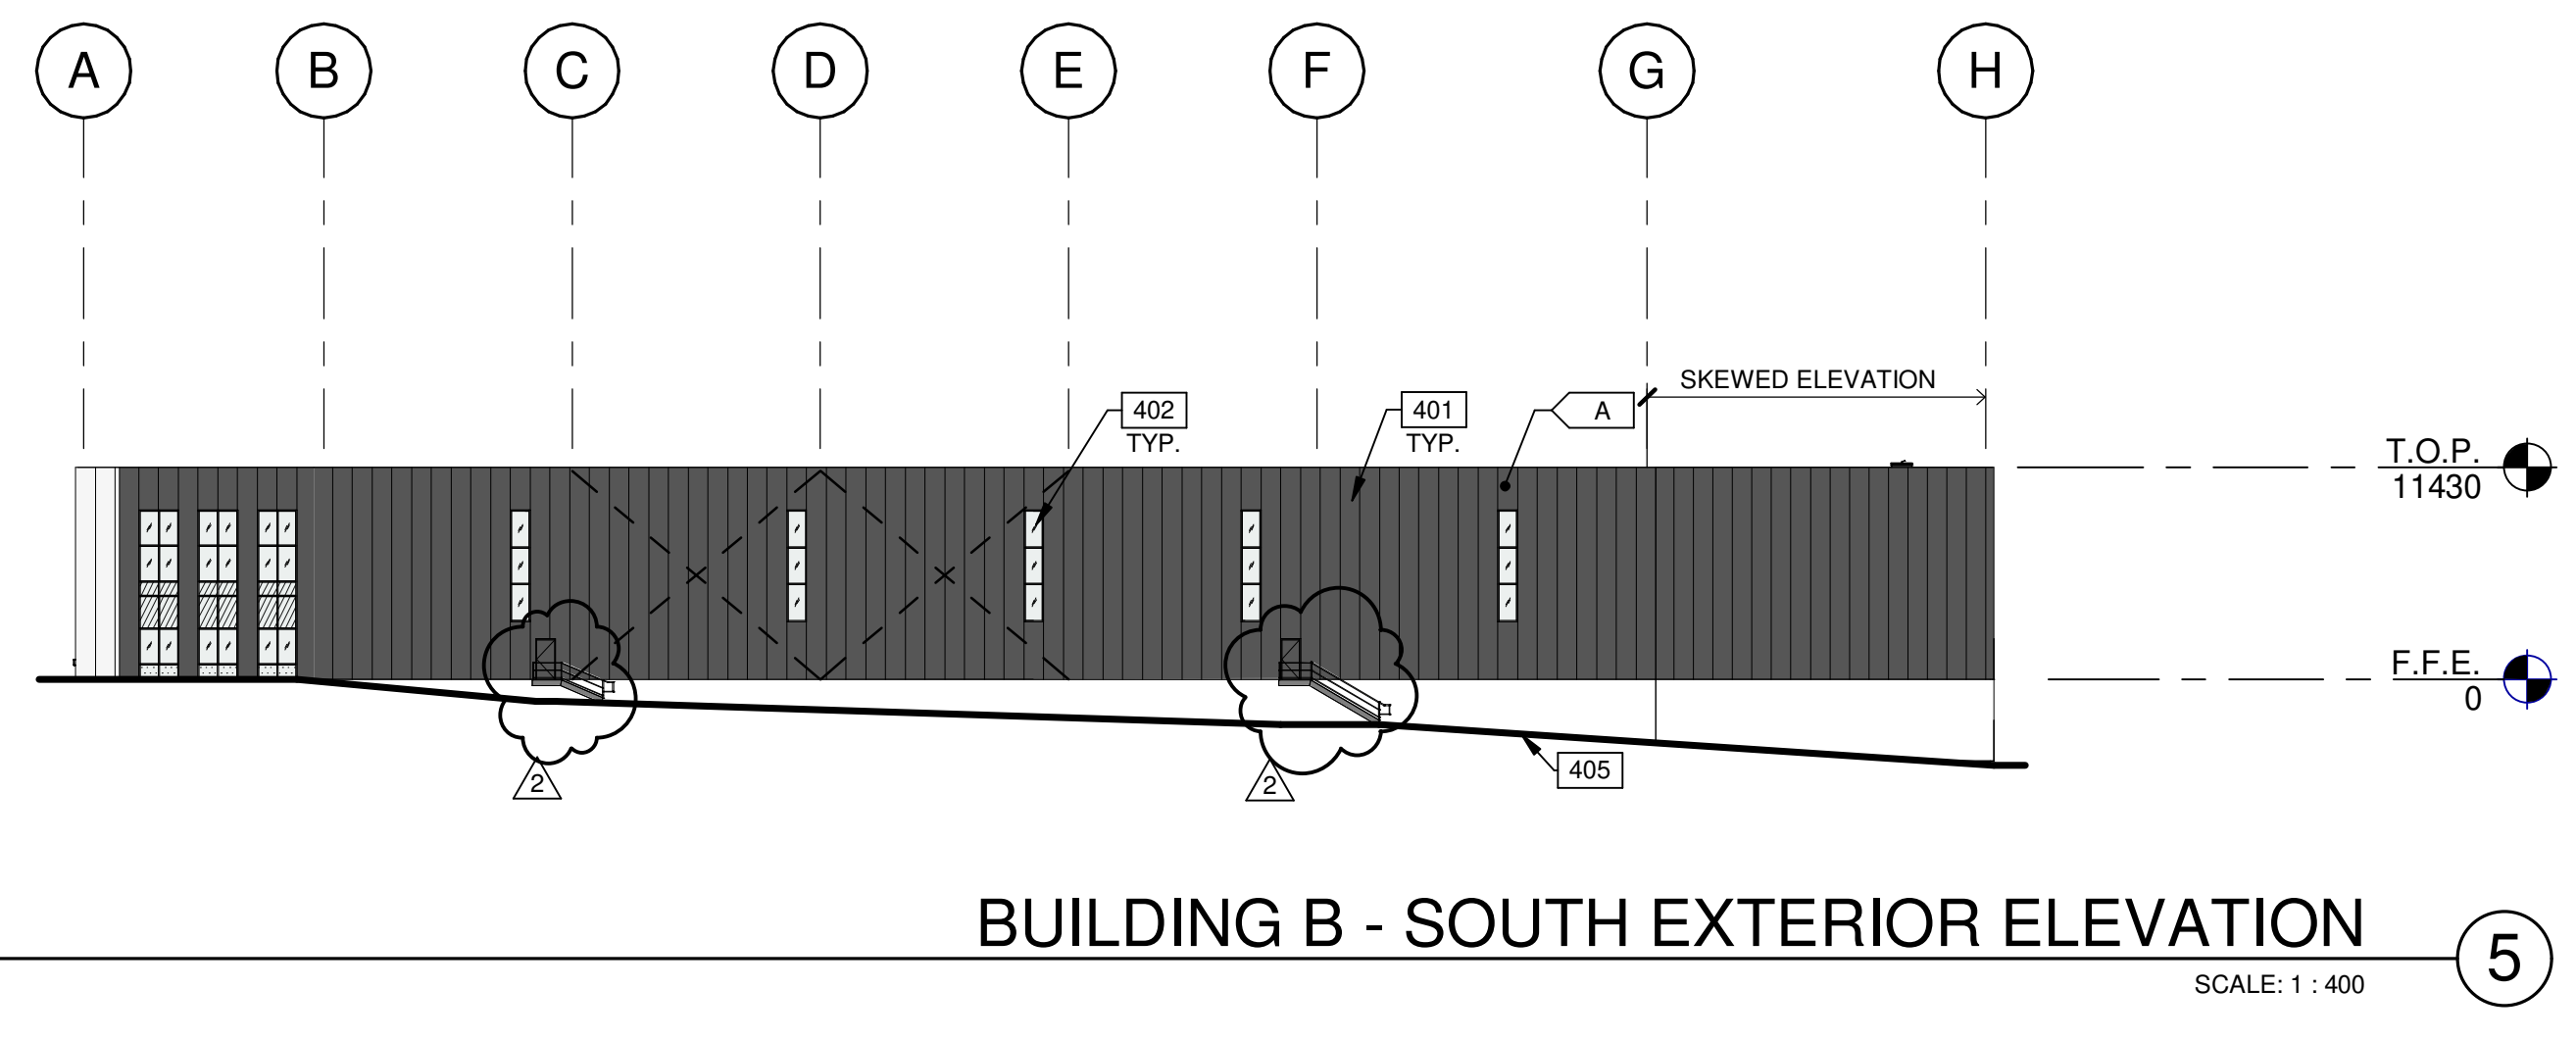 A B C D E F G H
SKEWED ELEVATION
402
TYP.
401
TYP.
A
T.O.P.
11430
F.F.E.
0
2
2
405
BUILDING B - SOUTH EXTERIOR ELEVATION
5
SCALE: 1 : 400